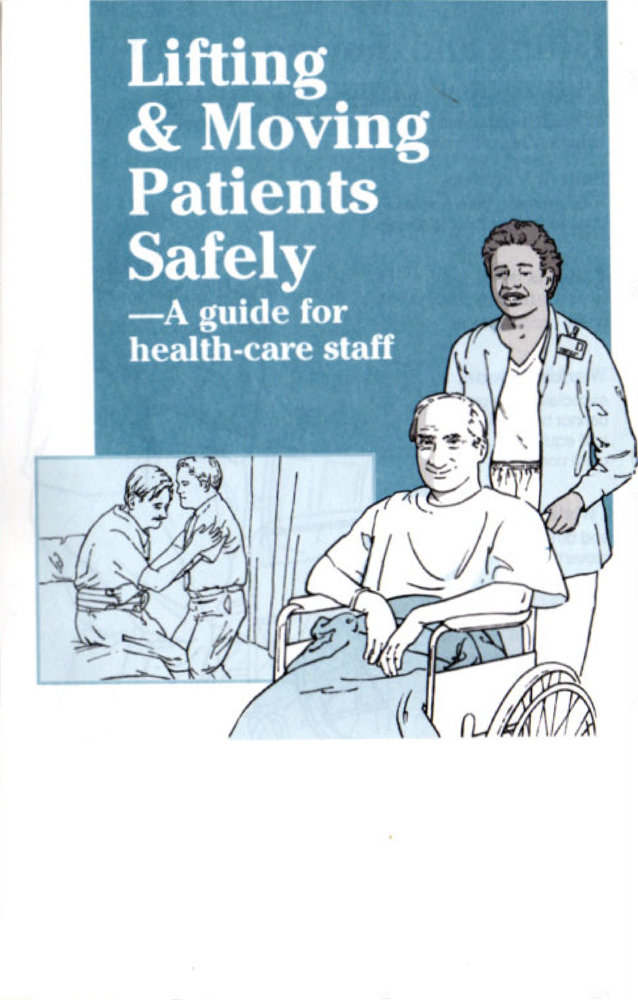 Lifting
& Moving
Patients
Safely
—A guide for
health-care staff